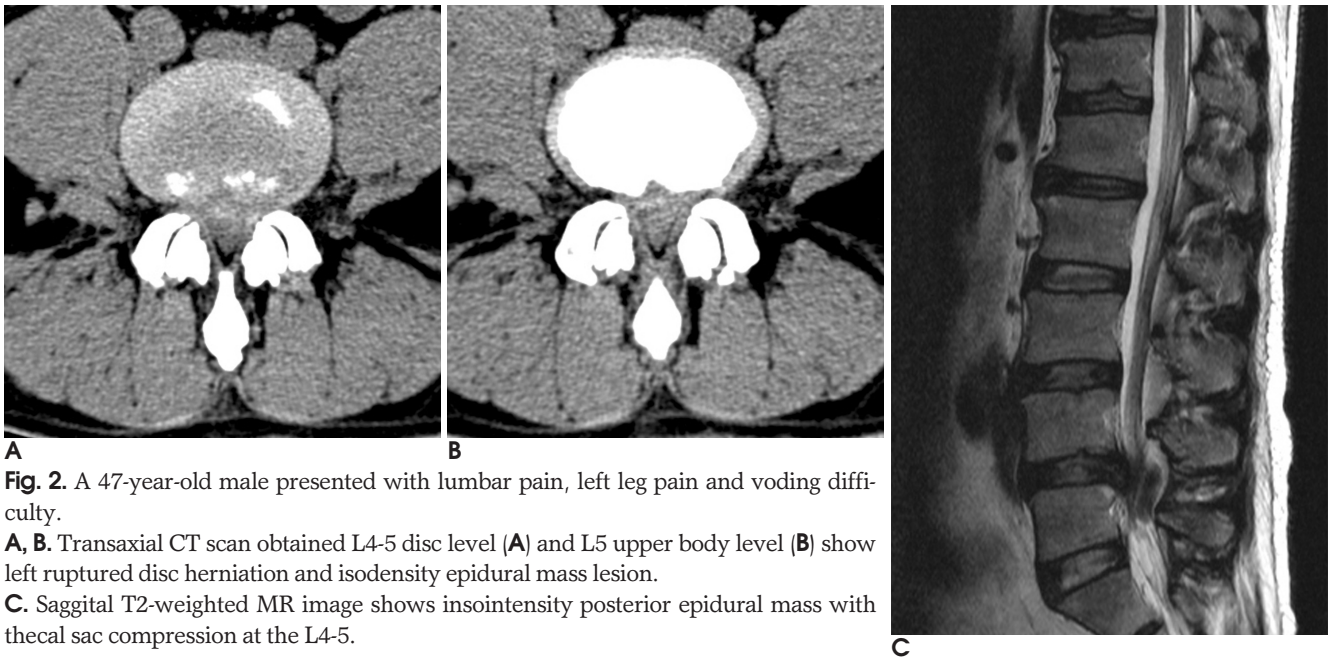 A
B
Fig. 2. A 47-year-old male presented with lumbar pain, left leg pain and voding diffi-
culty.
A, B. Transaxial CT scan obtained L4-5 disc level (A) and L5 upper body level (B) show
left ruptured disc herniation and isodensity epidural mass lesion.
C. Saggital T2-weighted MR image shows insointensity posterior epidural mass with
thecal sac compression at the L4-5.
C